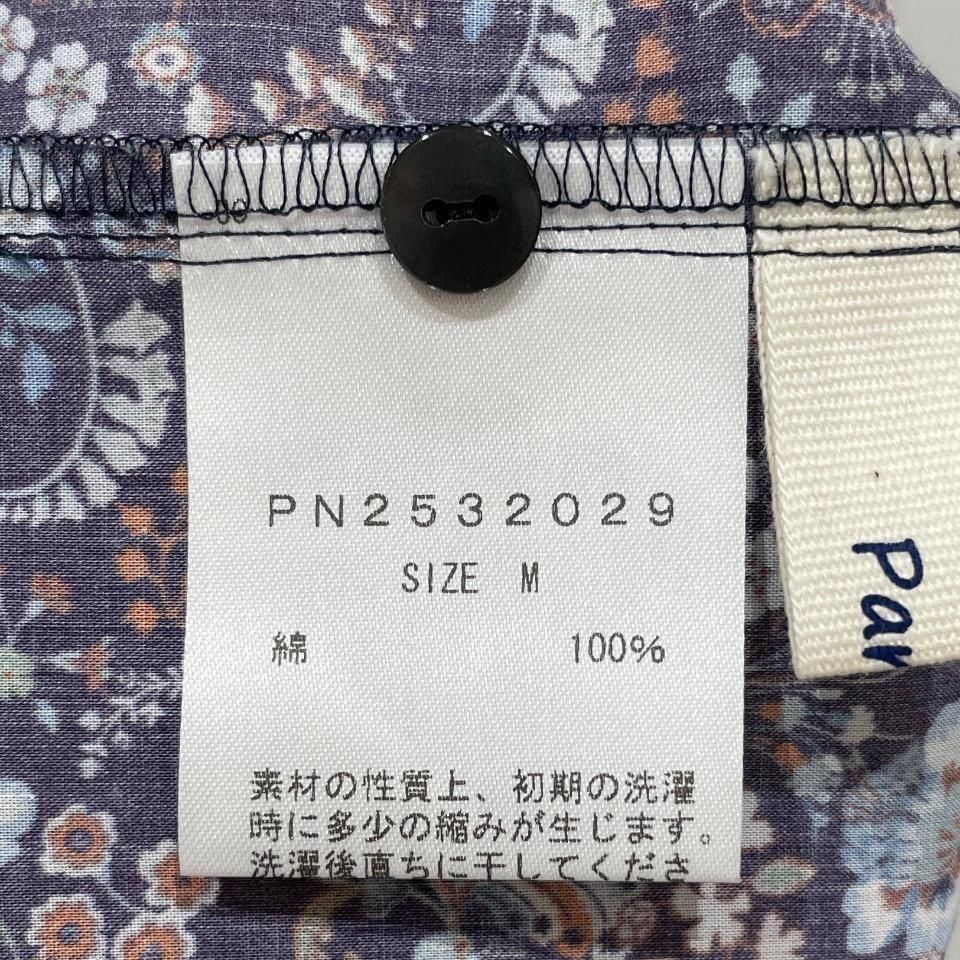 PN2532029
SIZE M
綿 100%
素材の性質上、初期の洗濯
時に多少の縮みが生じます。
洗濯後直ちに干してくださ
Par